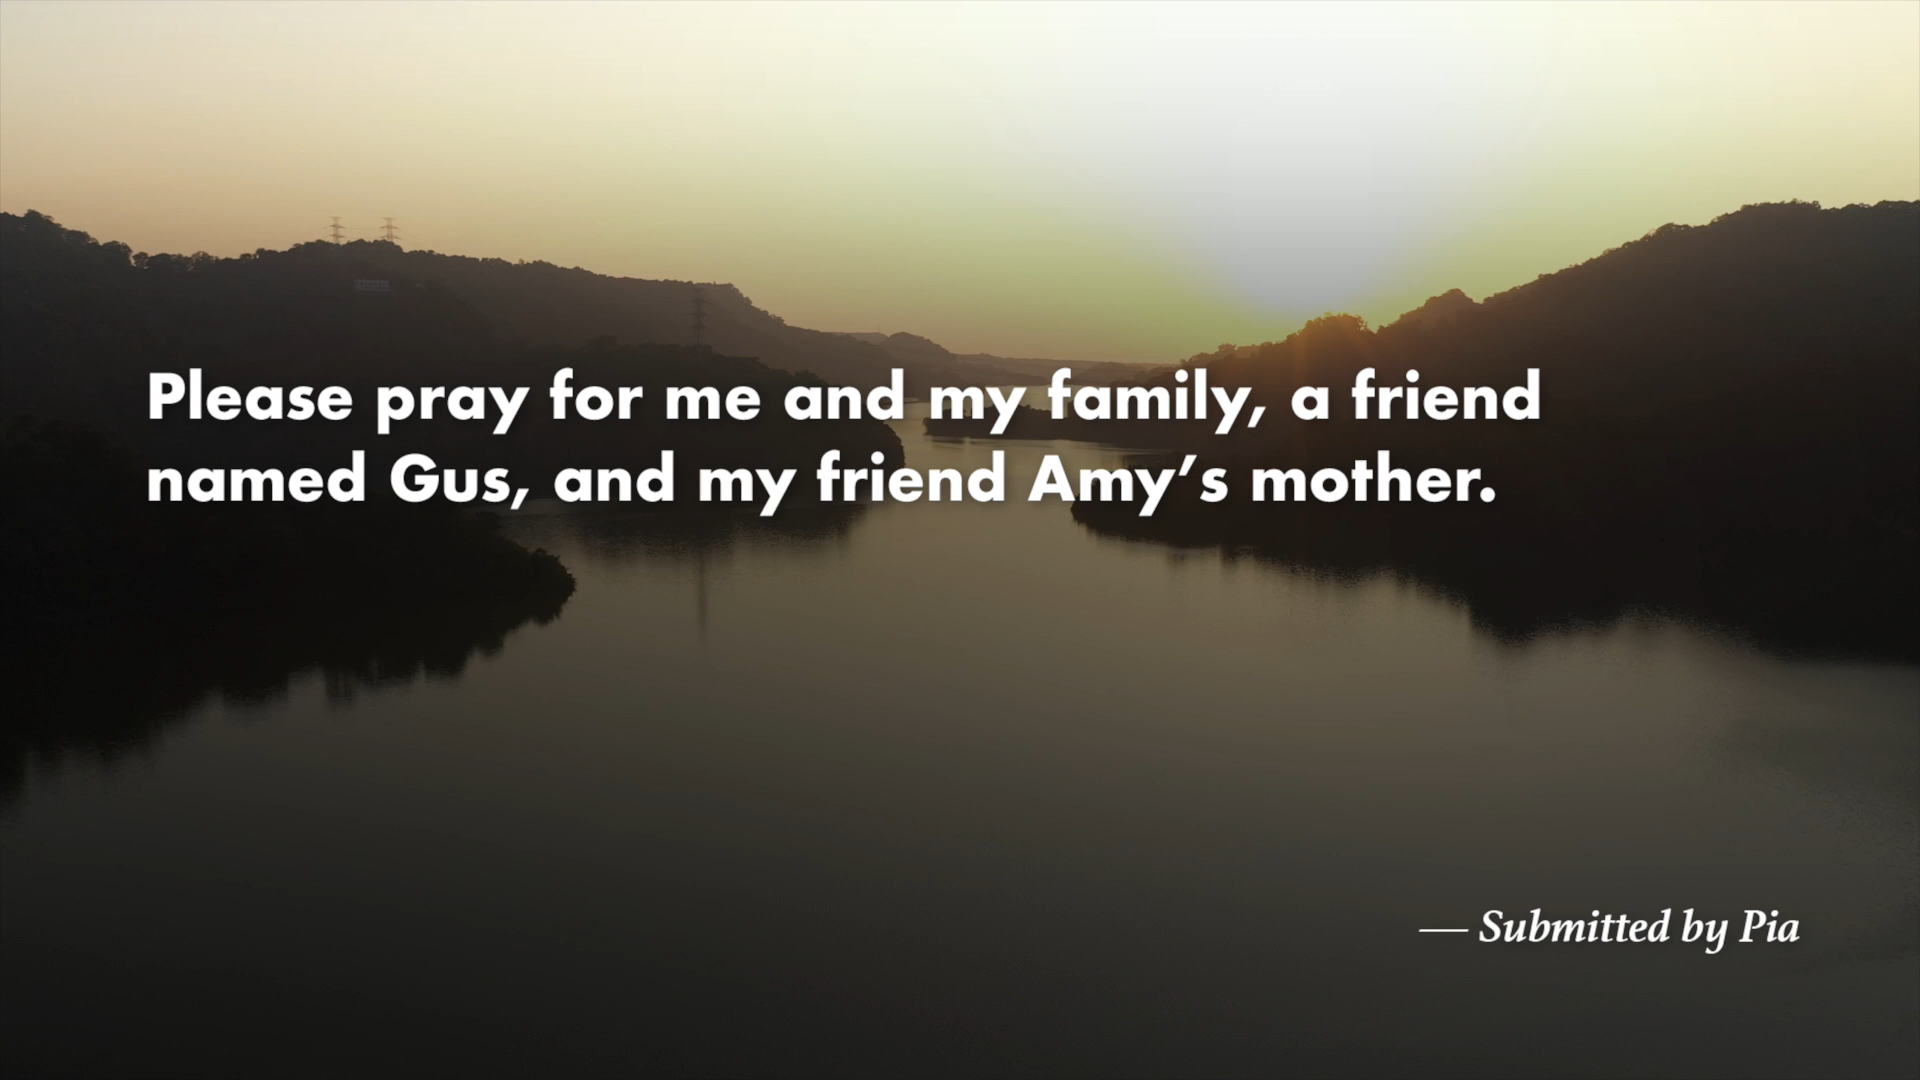 Please pray for me and my family, a friend
named Gus, and my friend Amy’s mother.
— Submitted by Pia